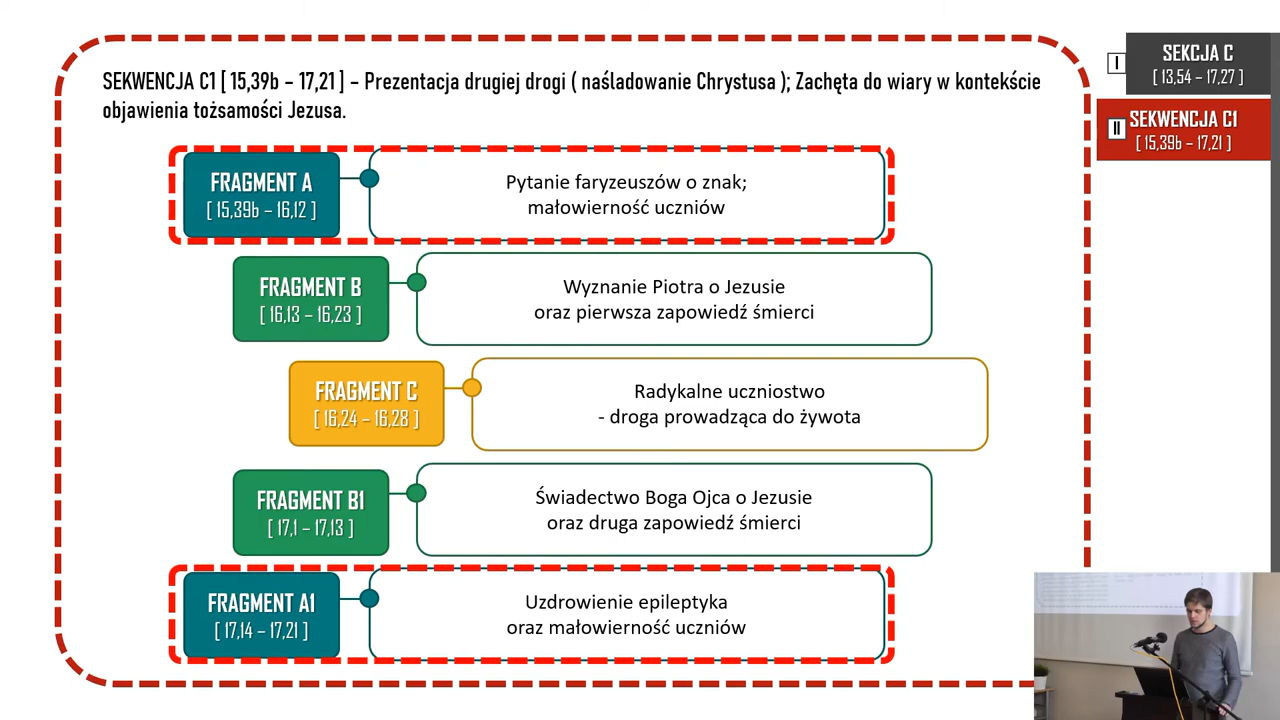 SEKWENCJA C1 [ 15,39b – 17,21 ] – Prezentacja drugiej drogi ( naśladowanie Chrystusa ); Zachęta do wiary w kontekście
objawienia tożsamości Jezusa.
FRAGMENT A
[ 15,39b – 16,12 ]
Pytanie faryzeuszów o znak;
małowierność uczniów
FRAGMENT B
[ 16,13 – 16,23 ]
Wyznanie Piotra o Jezusie
oraz pierwsza zapowiedź śmierci
FRAGMENT C
[ 16,24 – 16,28 ]
Radykalne uczniostwo
- droga prowadząca do żywota
FRAGMENT B1
[ 17,1 – 17,13 ]
Świadectwo Boga Ojca o Jezusie
oraz druga zapowiedź śmierci
FRAGMENT A1
[ 17,14 – 17,21 ]
Uzdrowienie epileptyka
oraz małowierność uczniów
I
SEKCJA C
[ 13,54 – 17,27 ]
II
SEKWENCJA C1
[ 15,39b – 17,21 ]